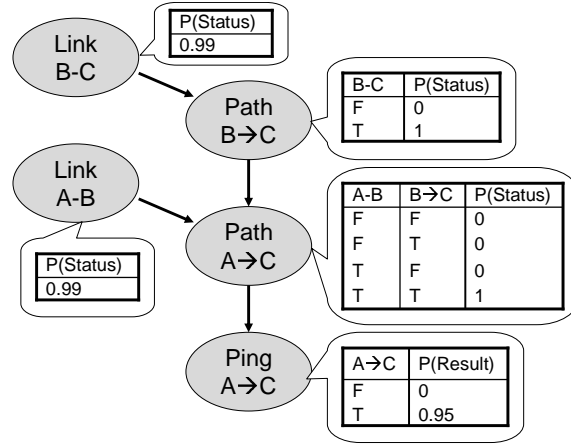 Link
B-C
P(Status)
0.99
Path
B→C
B-C P(Status)
F 0
T 1
Link
A-B
P(Status)
0.99
Path
A→C
A-B B→C P(Status)
F F 0
F T 0
T F 0
T T 1
Ping
A→C
A→C P(Result)
F 0
T 0.95